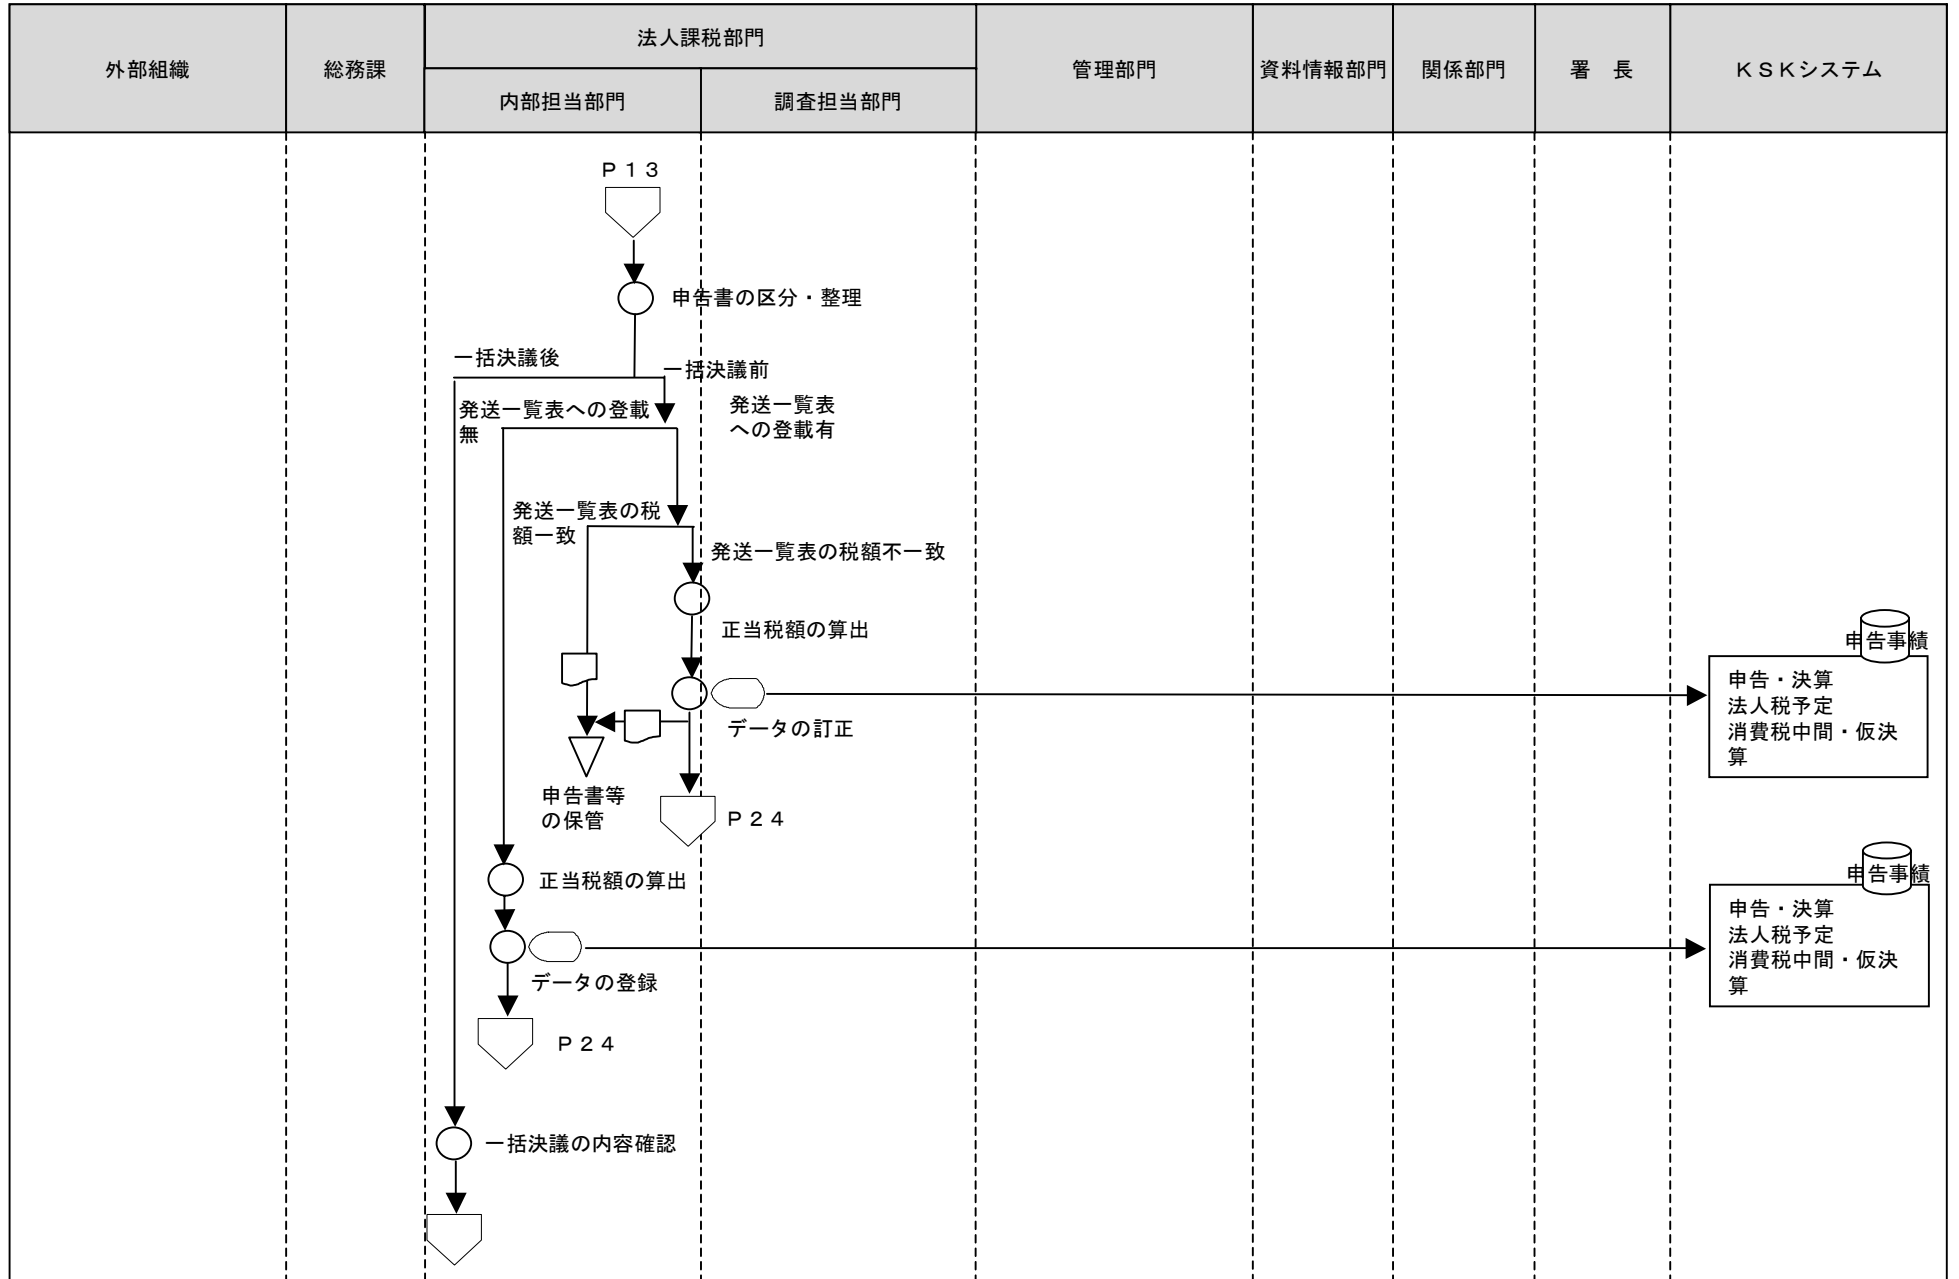 法人課税部門
外部組織
総務課
管理部門
資料情報部門
関係部門
署　長
ＫＳＫシステム
内部担当部門
調査担当部門
Ｐ１３
申告書の区分・整理
一括決議後
一括決議前
発送一覧表への登載
無
発送一覧表
への登載有
発送一覧表の税
額一致
発送一覧表の税額不一致
正当税額の算出
申告事績
申告・決算
法人税予定
消費税中間・仮決
算
データの訂正
申告書等
の保管
Ｐ２４
正当税額の算出
申告事績
申告・決算
法人税予定
消費税中間・仮決
算
データの登録
Ｐ２４
一括決議の内容確認